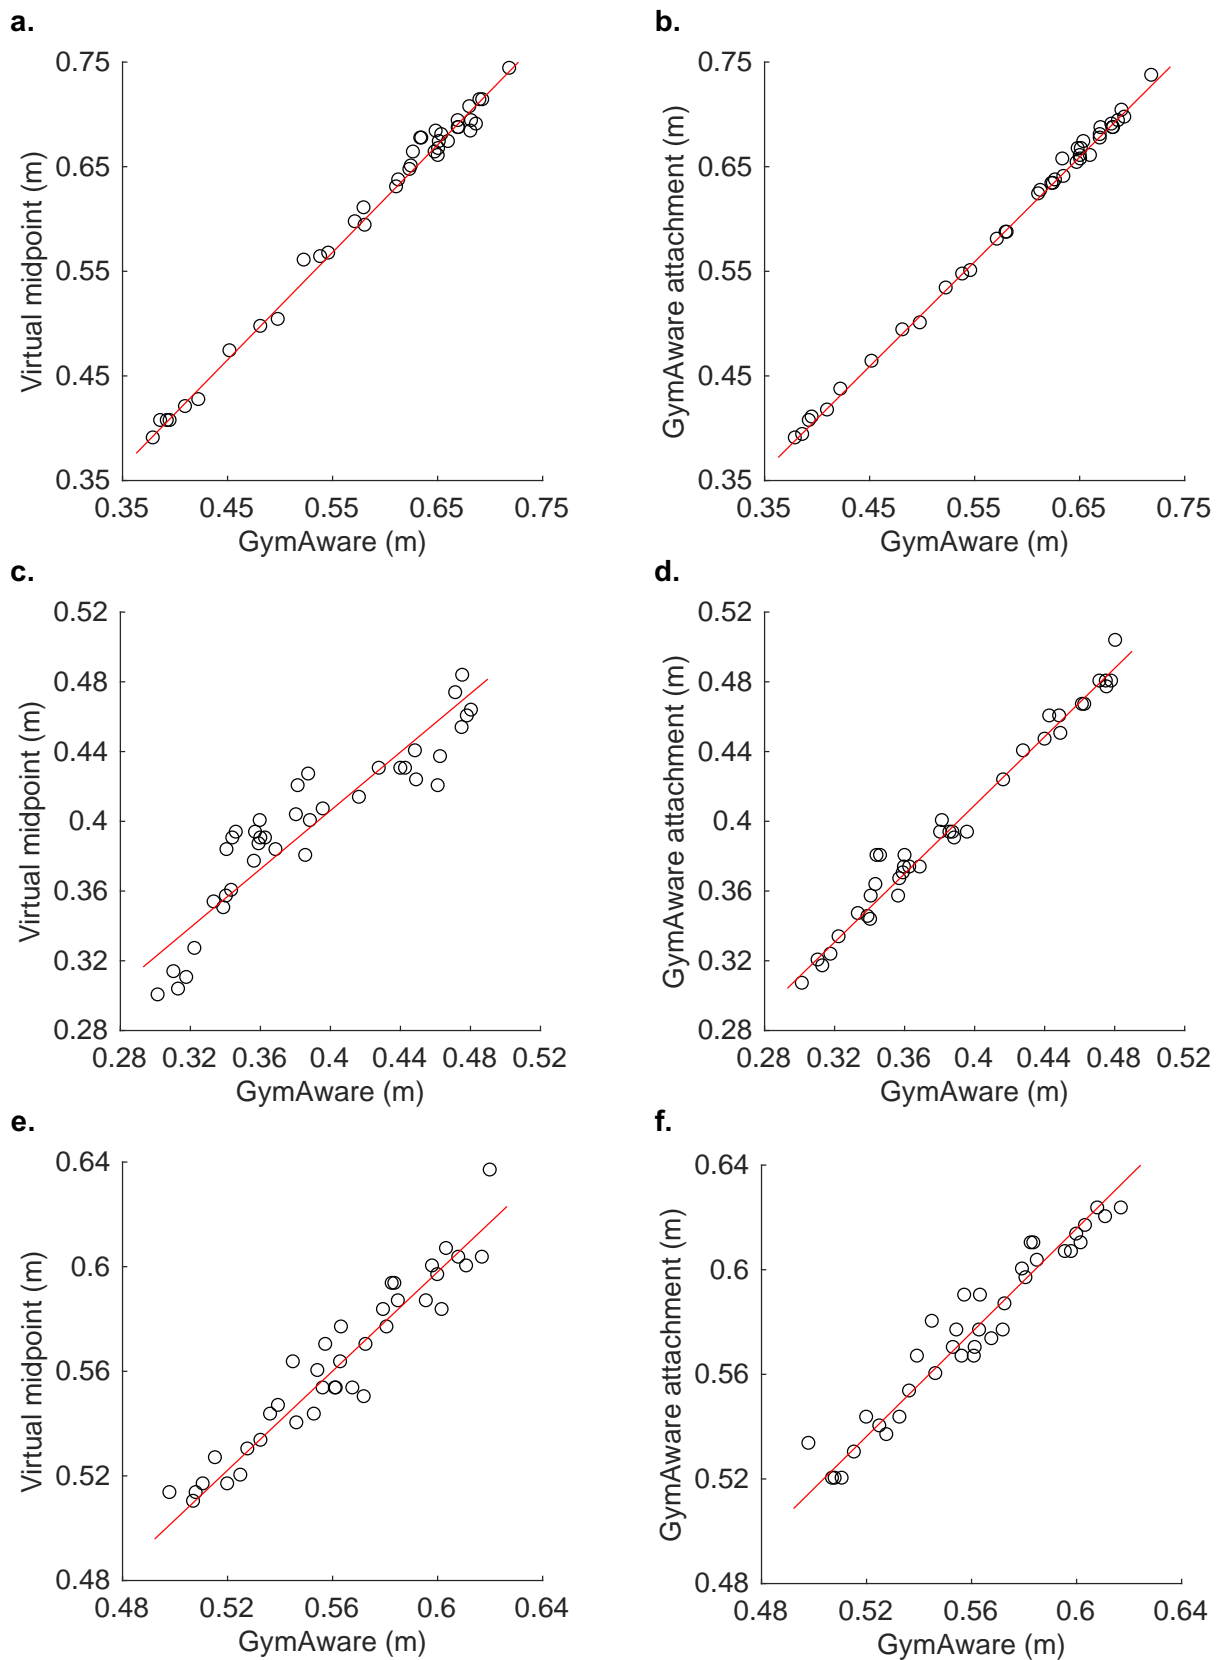 a.
0.75
0.65
0.55
0.45
0.35
Virtual midpoint (m)
0.35 0.45 0.55 0.65 0.75
GymAware (m)
b.
0.75
0.65
0.55
0.45
0.35
GymAware attachment (m)
0.35 0.45 0.55 0.65 0.75
GymAware (m)
c.
0.52
0.48
0.44
0.4
0.36
0.32
0.28
Virtual midpoint (m)
0.28 0.32 0.36 0.4 0.44 0.48 0.52
GymAware (m)
d.
0.52
0.48
0.44
0.4
0.36
0.32
0.28
GymAware attachment (m)
0.28 0.32 0.36 0.4 0.44 0.48 0.52
GymAware (m)
e.
0.64
0.6
0.56
0.52
0.48
Virtual midpoint (m)
0.48 0.52 0.56 0.6 0.64
GymAware (m)
f.
0.64
0.6
0.56
0.52
0.48
GymAware attachment (m)
0.48 0.52 0.56 0.6 0.64
GymAware (m)